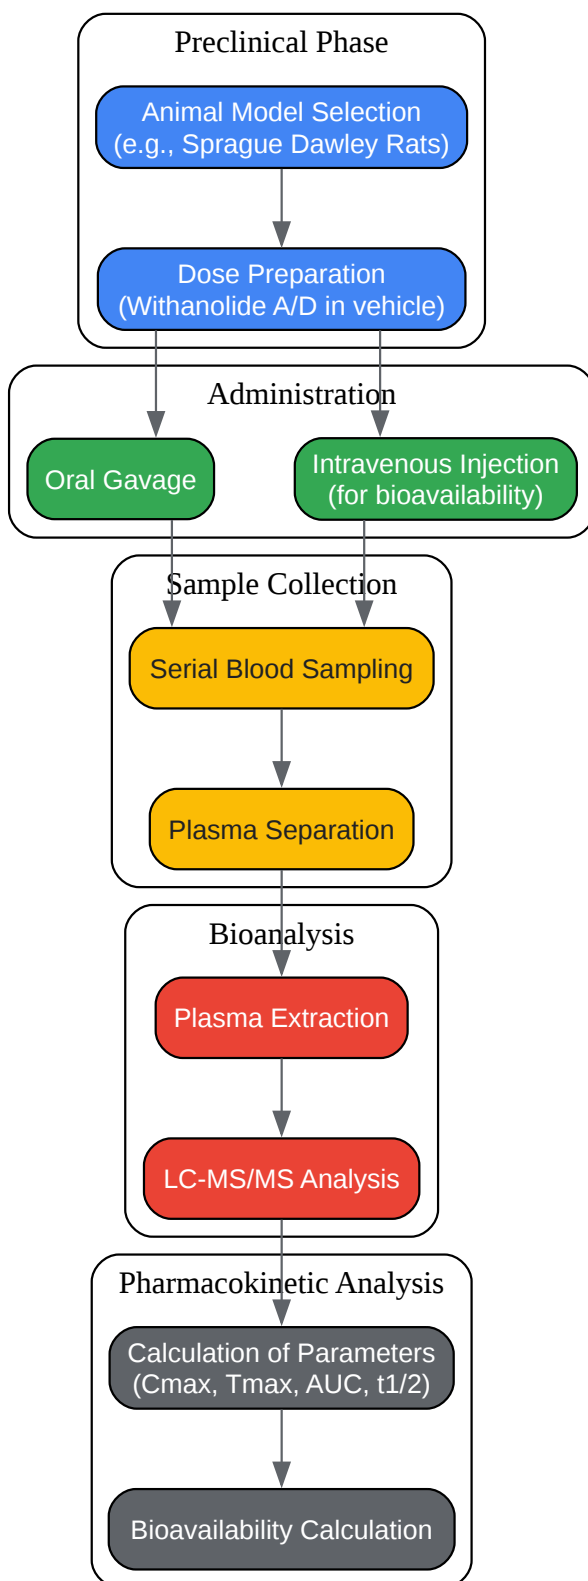 Preclinical Phase
Animal Model Selection
(e.g., Sprague Dawley Rats)
Dose Preparation
(Withanolide A/D in vehicle)
Administration
Oral Gavage
Intravenous Injection
(for bioavailability)
Sample Collection
Serial Blood Sampling
Plasma Separation
Bioanalysis
Plasma Extraction
LC-MS/MS Analysis
Pharmacokinetic Analysis
Calculation of Parameters
(Cmax, Tmax, AUC, t1/2)
Bioavailability Calculation